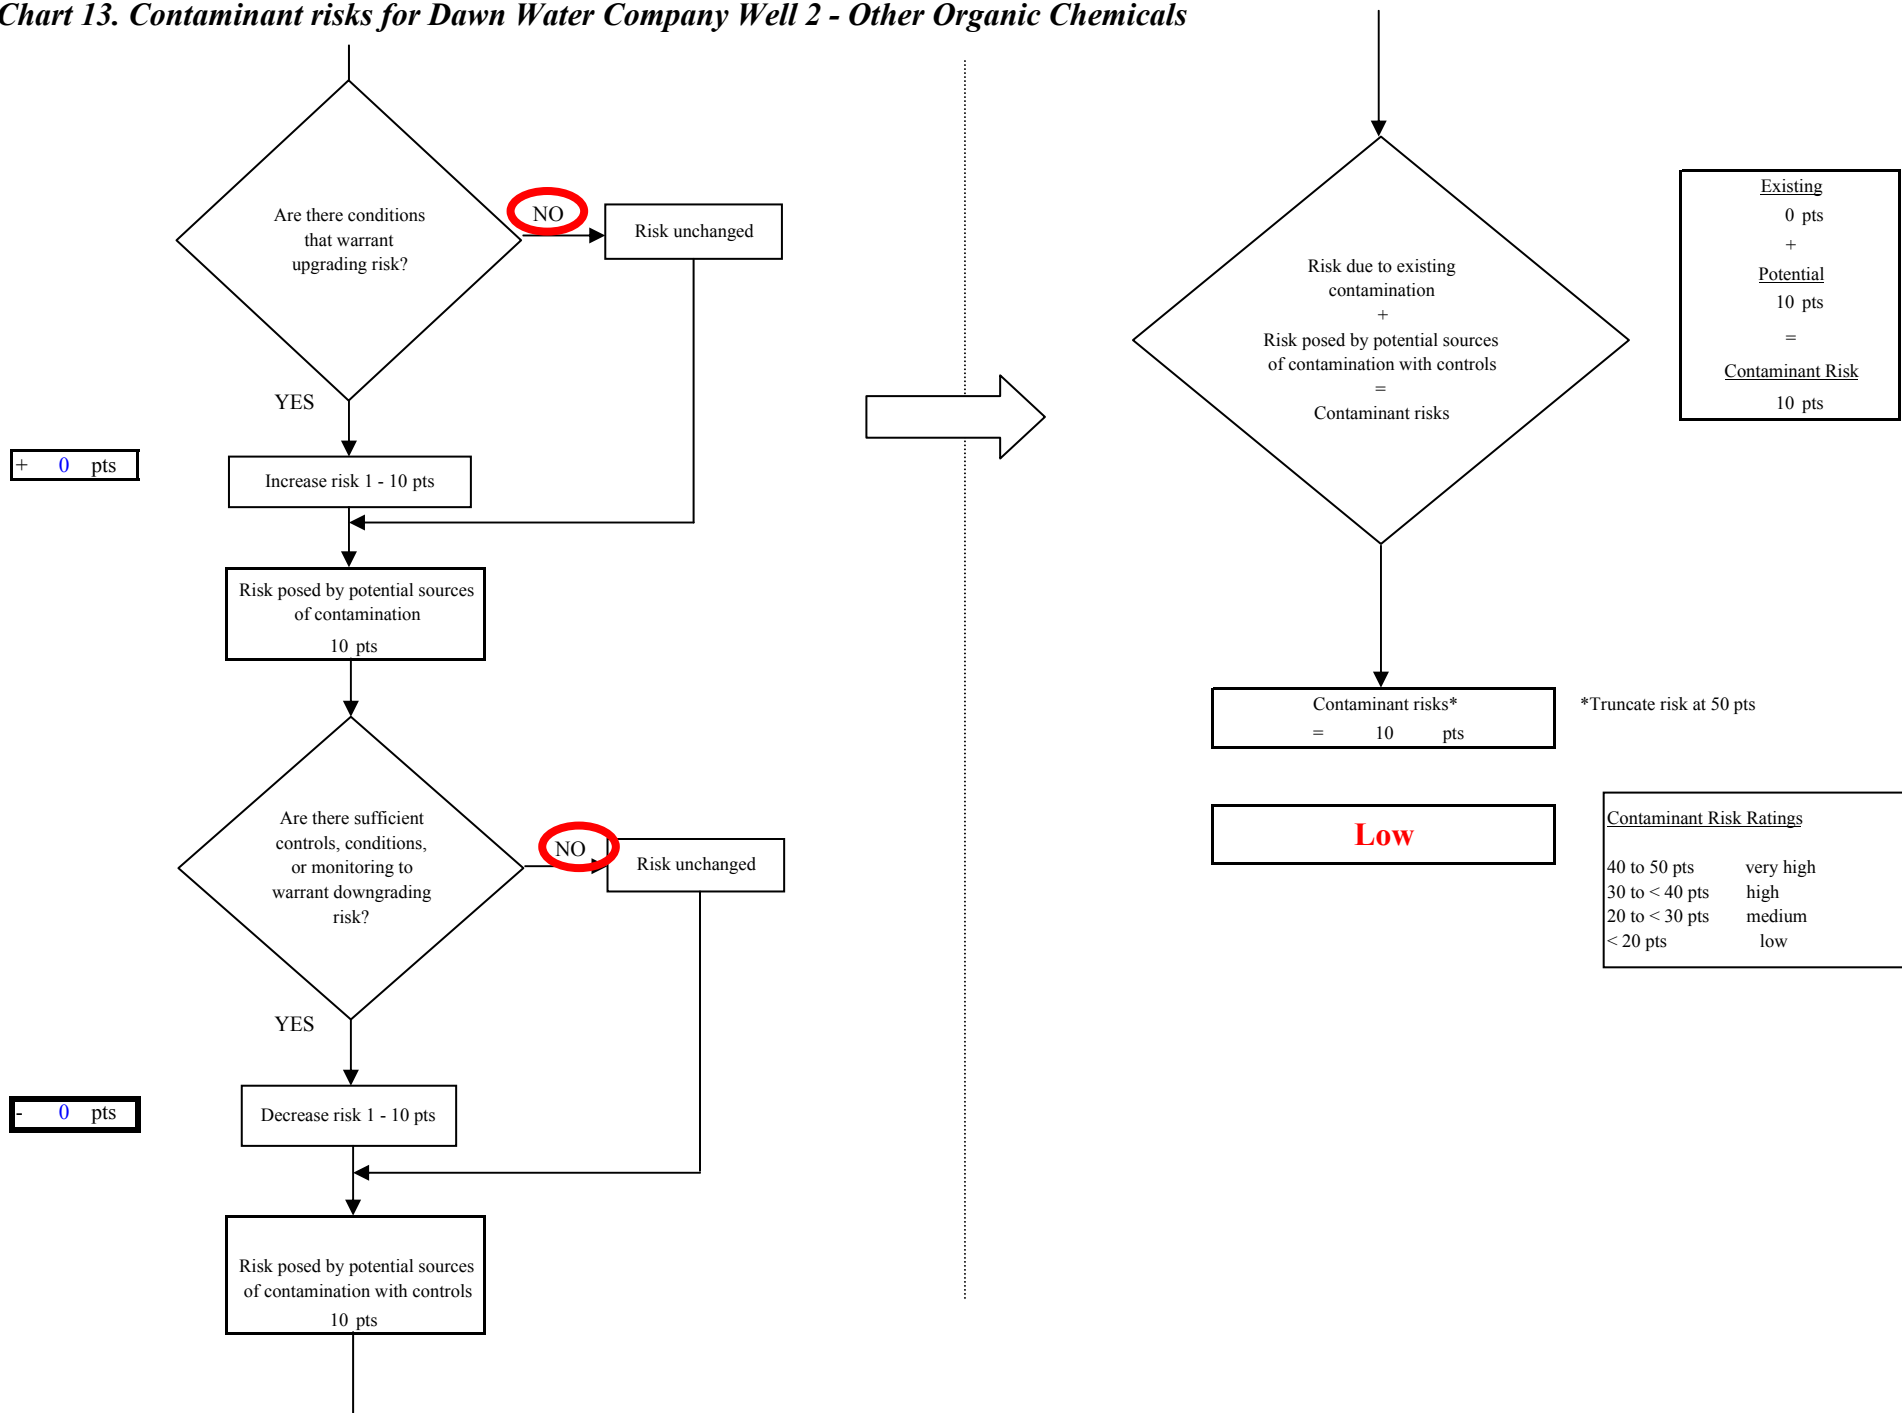 Chart 13. Contaminant risks for Dawn Water Company Well 2 - Other Organic Chemicals
Are there conditions
that warrant
upgrading risk?
NO
Risk unchanged
YES
+ 0 pts
Increase risk 1 - 10 pts
Risk posed by potential sources
of contamination
10 pts
Are there sufficient
controls, conditions,
or monitoring to
warrant downgrading
risk?
NO
Risk unchanged
YES
- 0 pts
Decrease risk 1 - 10 pts
Risk posed by potential sources
of contamination with controls
10 pts
Risk due to existing
contamination
+
Risk posed by potential sources
of contamination with controls
=
Contaminant risks
Existing
0 pts
+
Potential
10 pts
=
Contaminant Risk
10 pts
Contaminant risks*
= 10 pts
*Truncate risk at 50 pts
Low
Contaminant Risk Ratings
40 to 50 pts very high
30 to < 40 pts high
20 to < 30 pts medium
< 20 pts low